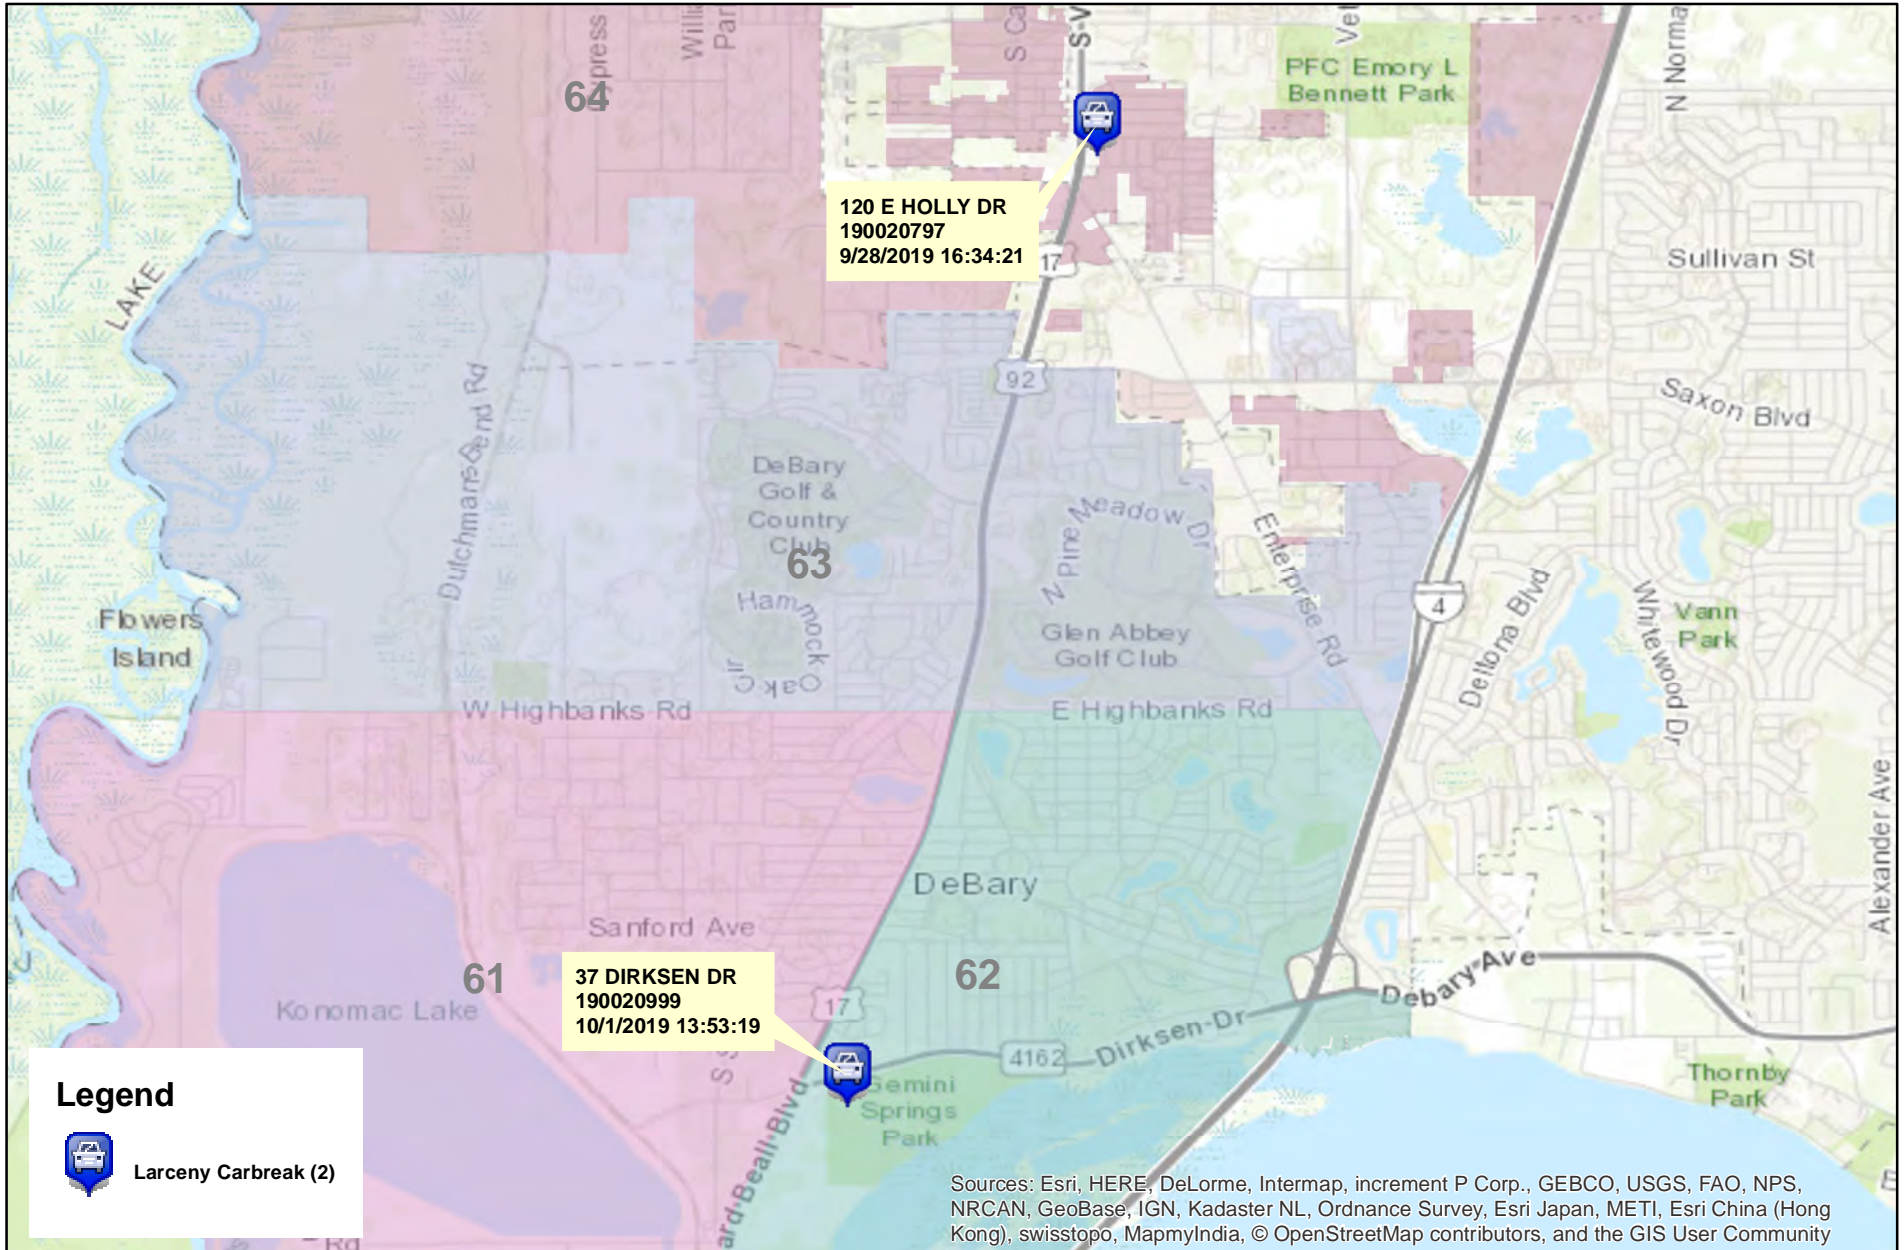 64
PFC Emory L
Bennett Park
120 E HOLLY DR
190020797
9/28/2019 16:34:21
17
LAKE
Sullivan St
92
Saxon Blvd
Dutchmans Bend Rd
DeBary
Golf &
Country
Club
63
N Pine Meadow Dr
Enterprise Rd
4
Deltona Blvd
Whitewood Dr
Vann
Park
Flowers
Island
Hammock
Oak Cir
Glen Abbey
Golf Club
W Highbanks Rd
E Highbanks Rd
DeBary
Alexander Ave
Sanford Ave
61
62
37 DIRKSEN DR
190020999
10/1/2019 13:53:19
Konomac Lake
17
Debary Ave
4162
Dirksen Dr
Gemini
Springs
Park
Thornby
Park
ard Beall Blvd
Legend
Larceny Carbreak (2)
Rd
Sources: Esri, HERE, DeLorme, Intermap, increment P Corp., GEBCO, USGS, FAO, NPS,
NRCAN, GeoBase, IGN, Kadaster NL, Ordnance Survey, Esri Japan, METI, Esri China (Hong
Kong), swisstopo, MapmyIndia, © OpenStreetMap contributors, and the GIS User Community